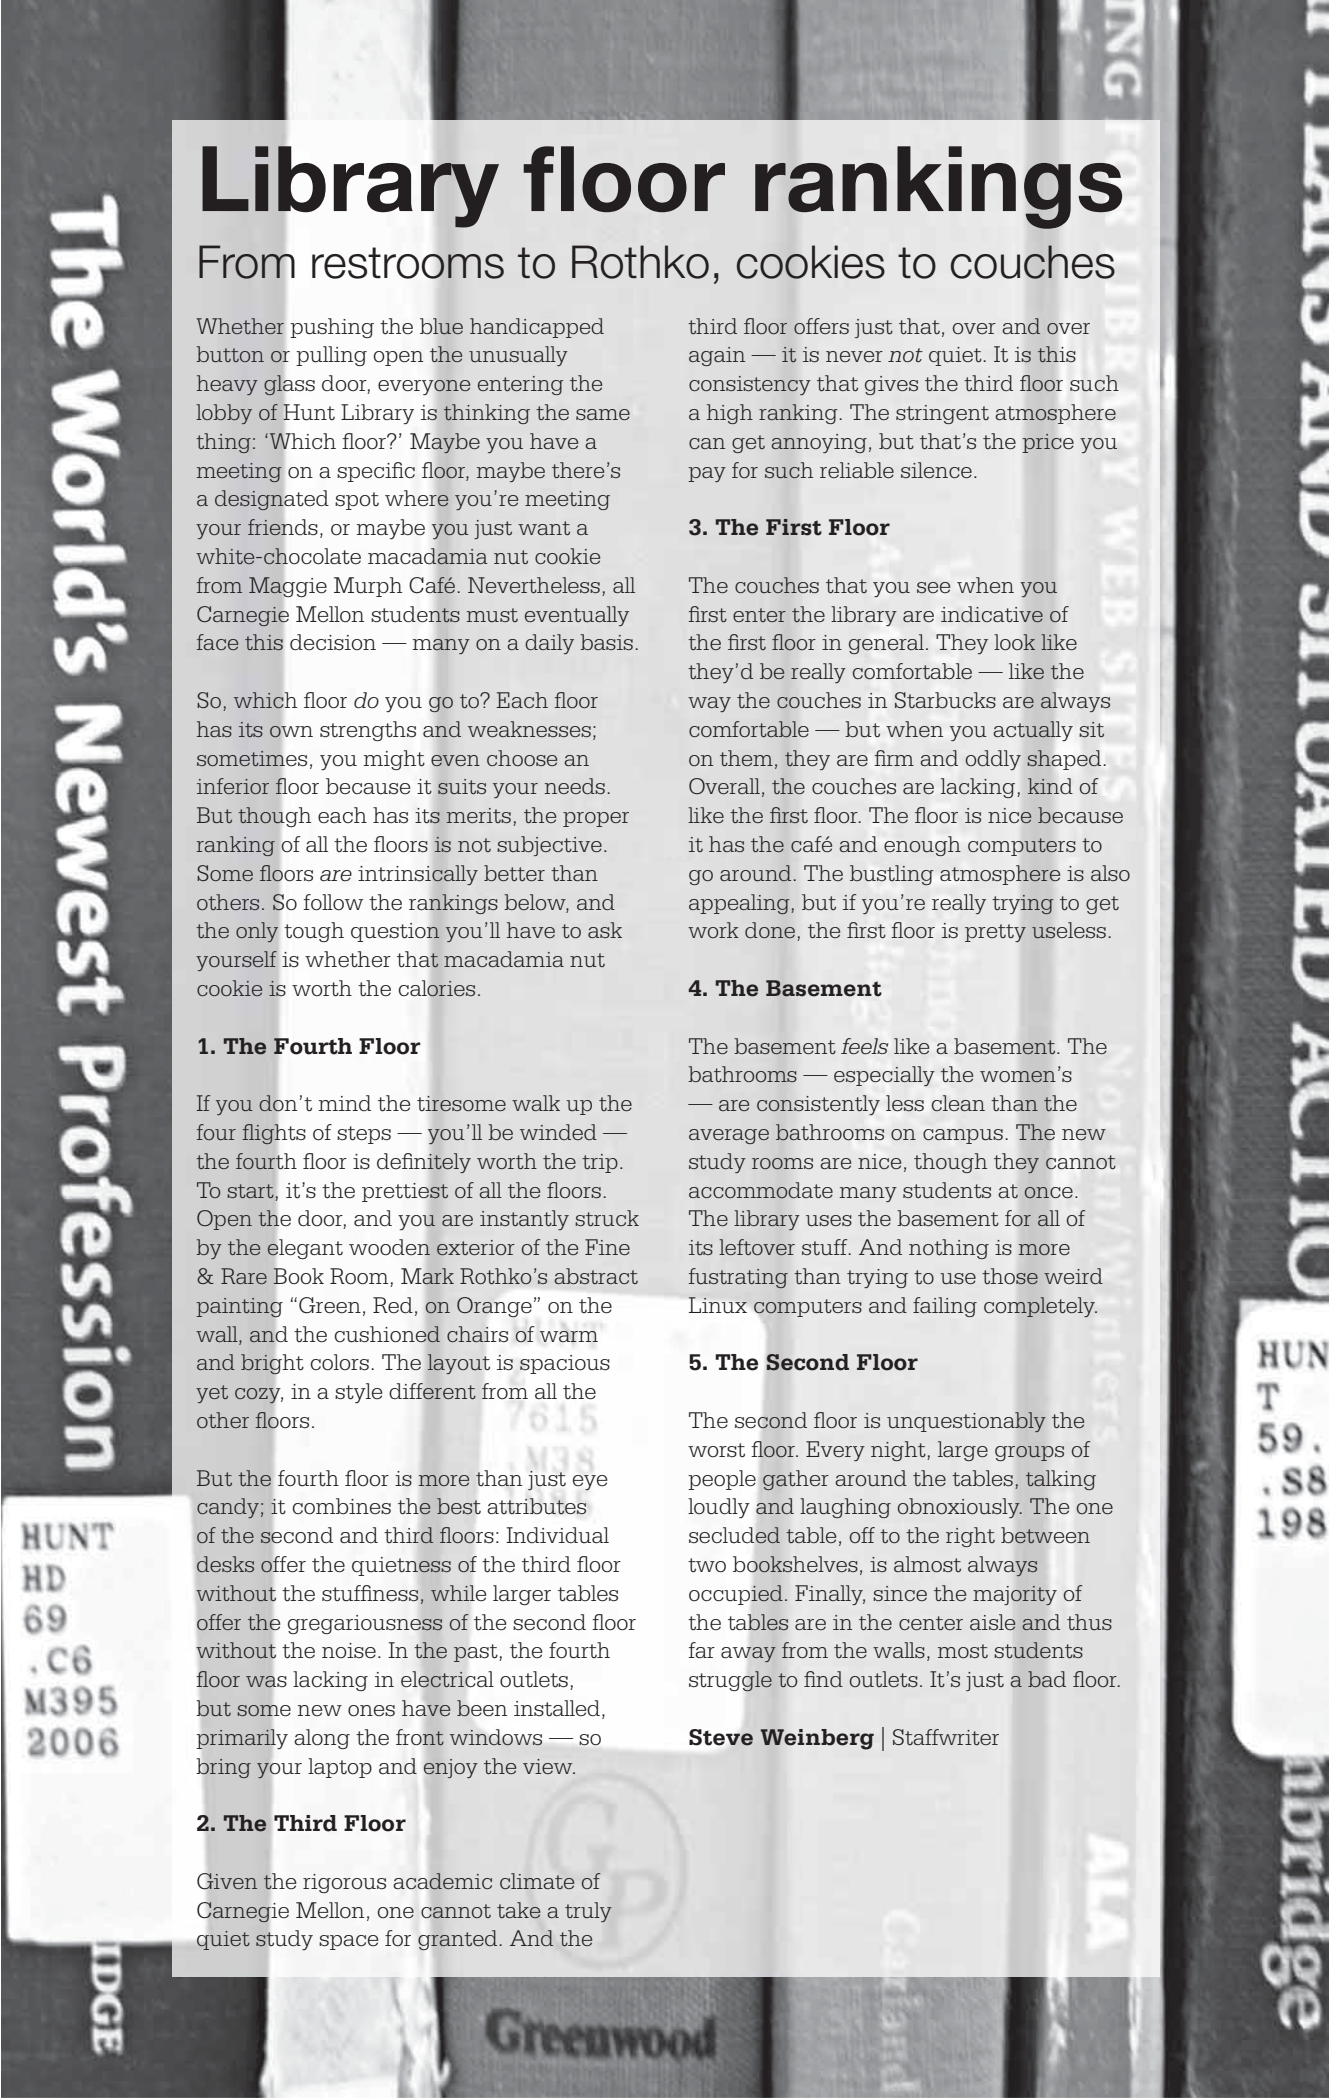 Library floor rankings
From restrooms to Rothko, cookies to couches
Whether pushing the blue handicapped
button or pulling open the unusually
heavy glass door, everyone entering the
lobby of Hunt Library is thinking the same
thing: ‘Which floor?’ Maybe you have a
meeting on a specific floor, maybe there’s
a designated spot where you’re meeting
your friends, or maybe you just want a
white-chocolate macadamia nut cookie
from Maggie Murph Café. Nevertheless, all
Carnegie Mellon students must eventually
face this decision — many on a daily basis.
So, which floor do you go to? Each floor
has its own strengths and weaknesses;
sometimes, you might even choose an
inferior floor because it suits your needs.
But though each has its merits, the proper
ranking of all the floors is not subjective.
Some floors are intrinsically better than
others. So follow the rankings below, and
the only tough question you’ll have to ask
yourself is whether that macadamia nut
cookie is worth the calories.
1. The Fourth Floor
If you don’t mind the tiresome walk up the
four flights of steps — you’ll be winded —
the fourth floor is definitely worth the trip.
To start, it’s the prettiest of all the floors.
Open the door, and you are instantly struck
by the elegant wooden exterior of the Fine
& Rare Book Room, Mark Rothko’s abstract
painting “Green, Red, on Orange” on the
wall, and the cushioned chairs of warm
and bright colors. The layout is spacious
yet cozy, in a style different from all the
other floors.
But the fourth floor is more than just eye
candy; it combines the best attributes
of the second and third floors: Individual
desks offer the quietness of the third floor
without the stuffiness, while larger tables
offer the gregariousness of the second floor
without the noise. In the past, the fourth
floor was lacking in electrical outlets,
but some new ones have been installed,
primarily along the front windows — so
bring your laptop and enjoy the view.
2. The Third Floor
Given the rigorous academic climate of
Carnegie Mellon, one cannot take a truly
quiet study space for granted. And the
third floor offers just that, over and over
again — it is never not quiet. It is this
consistency that gives the third floor such
a high ranking. The stringent atmosphere
can get annoying, but that’s the price you
pay for such reliable silence.
3. The First Floor
The couches that you see when you
first enter the library are indicative of
the first floor in general. They look like
they’d be really comfortable — like the
way the couches in Starbucks are always
comfortable — but when you actually sit
on them, they are firm and oddly shaped.
Overall, the couches are lacking, kind of
like the first floor. The floor is nice because
it has the café and enough computers to
go around. The bustling atmosphere is also
appealing, but if you’re really trying to get
work done, the first floor is pretty useless.
4. The Basement
The basement feels like a basement. The
bathrooms — especially the women’s
— are consistently less clean than the
average bathrooms on campus. The new
study rooms are nice, though they cannot
accommodate many students at once.
The library uses the basement for all of
its leftover stuff. And nothing is more
fustrating than trying to use those weird
Linux computers and failing completely.
5. The Second Floor
The second floor is unquestionably the
worst floor. Every night, large groups of
people gather around the tables, talking
loudly and laughing obnoxiously. The one
secluded table, off to the right between
two bookshelves, is almost always
occupied. Finally, since the majority of
the tables are in the center aisle and thus
far away from the walls, most students
struggle to find outlets. It’s just a bad floor.
Steve Weinberg | Staffwriter
The World's Newest Profession
HUNT
HD
69
.C6
M395
2006
IDGE
HUNT
7615
.M38
GP
Greenwood
ING FOR LIBRARY WEB SITES
Norlin/Winters
ALA
Garland
PLANS AND SITUATED ACTIO
HUN
T
59.
.S8
198
nbridge